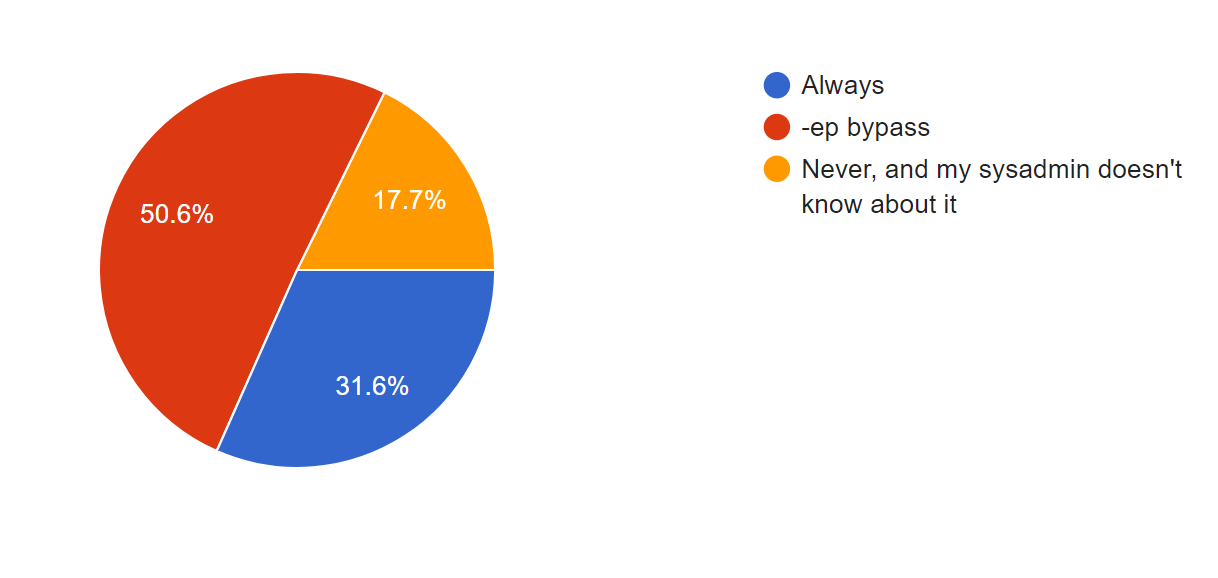 50.6%
17.7%
31.6%
Always
-ep bypass
Never, and my sysadmin doesn't
know about it